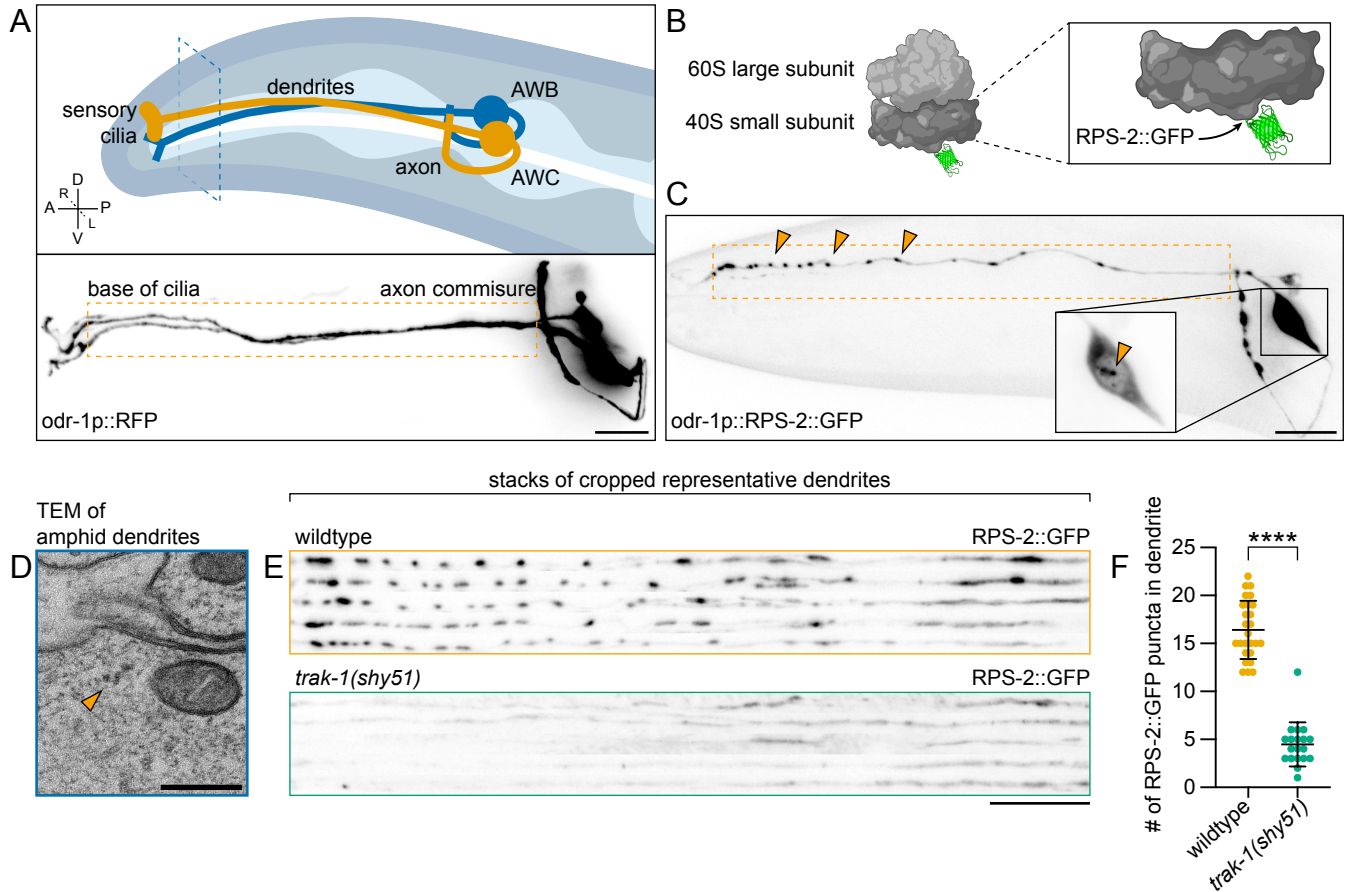 A
dendrites
AWB
sensory
cilia
axon
AWC
D
R
A
P
L
V
base of cilia
axon commisure
odr-1p::RFP
B
60S large subunit
40S small subunit
RPS-2::GFP
C
odr-1p::RPS-2::GFP
stacks of cropped representative dendrites
TEM of
amphid dendrites
D
E
wildtype
RPS-2::GFP
trak-1(shy51)
RPS-2::GFP
F
# of RPS-2::GFP puncta in dendrite
25
20
15
10
5
0
****
wildtype
trak-1(shy51)